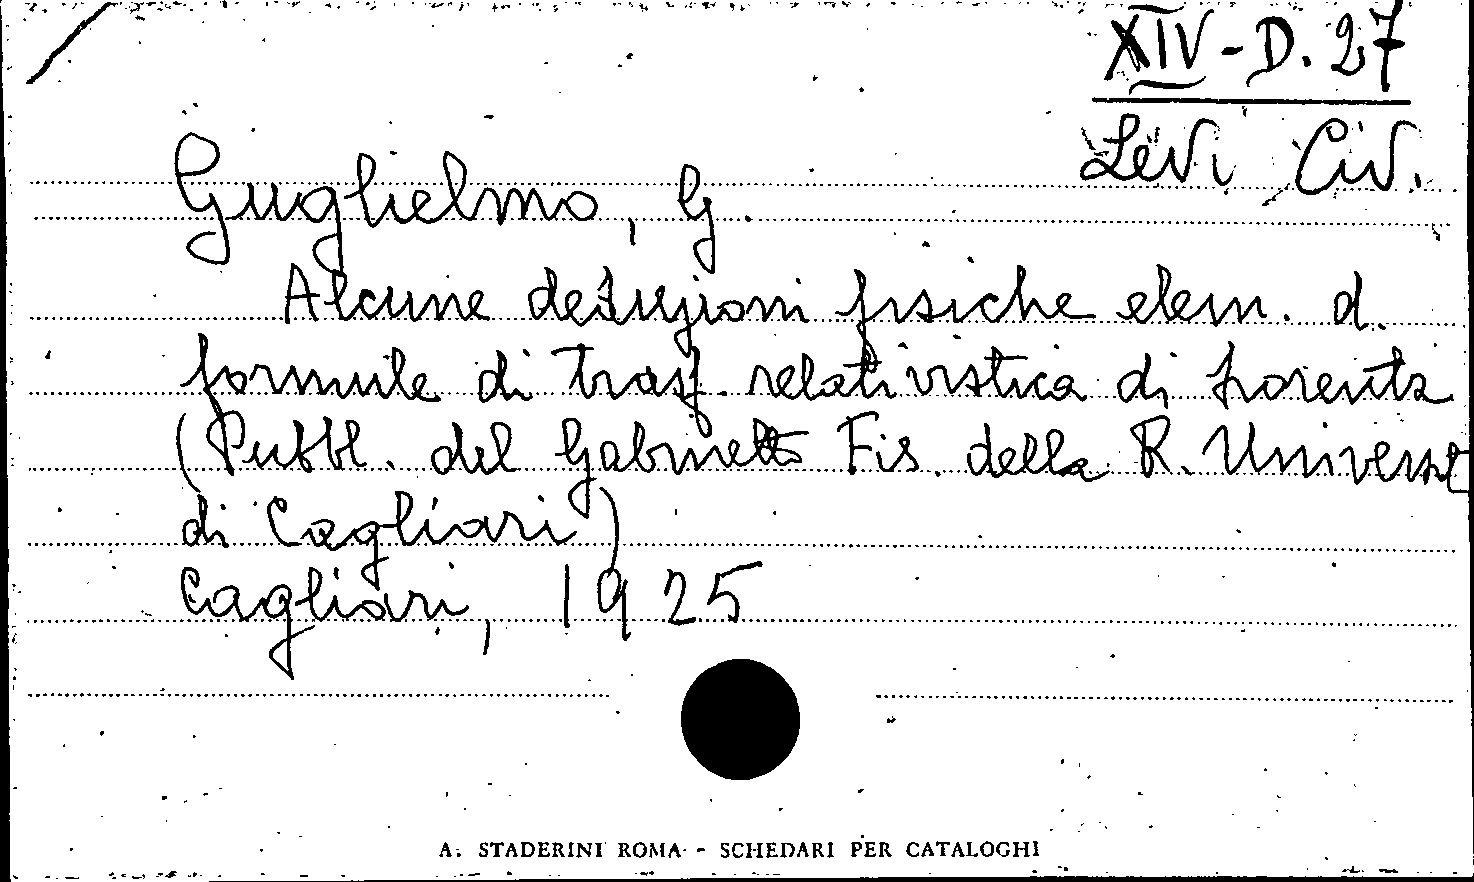 XIV-D. 27
Levi Civ.
Guglielmo, G.
Alcune deduzioni fisiche elem. d.
formule di trasf. relativistica di Lorentz
(Pubbl. del Gabinetto Fis. della R. Universit
di Cagliari)
Cagliari, 1925
A. STADERINI ROMA - SCHEDARI PER CATALOGHI